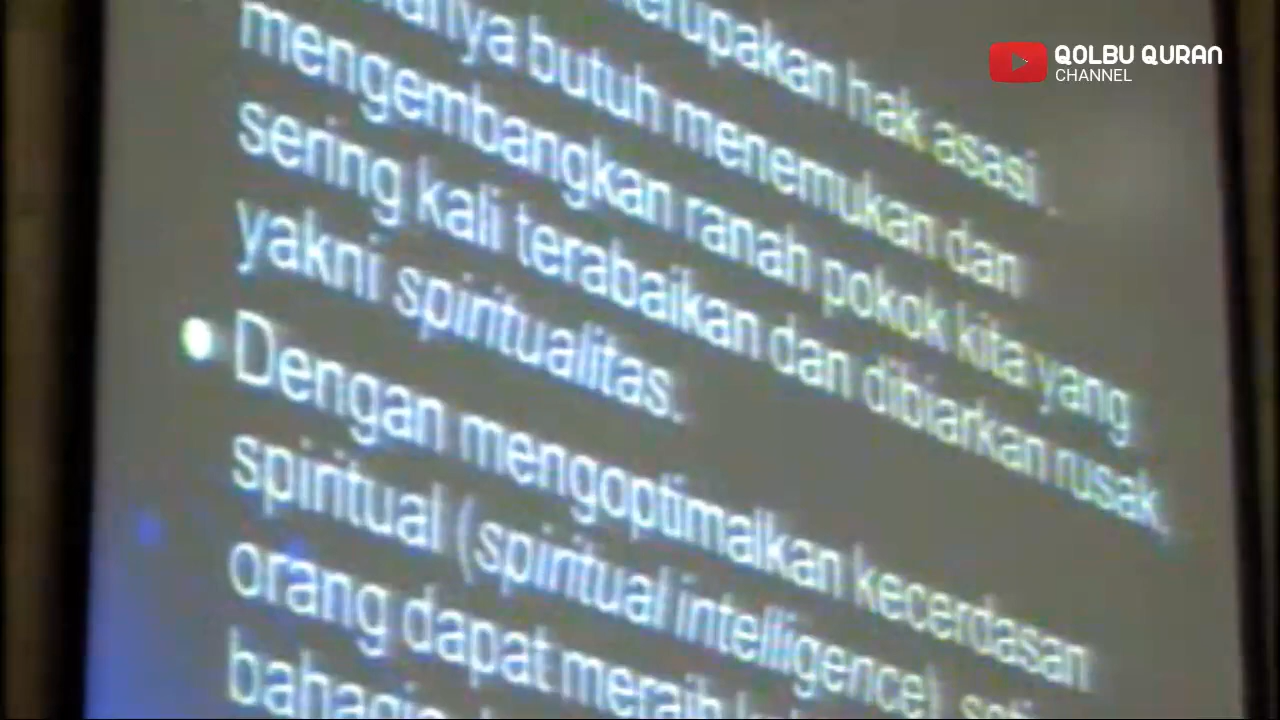 merupakan hak asasi.
butuh menemukan dan
mengembangkan ranah pokok kita yang
sering kali terabaikan dan dibiarkan rusak,
yakni spiritualitas.
Dengan mengoptimalkan kecerdasan
spiritual (spiritual intelligence),
orang dapat meraih
QOLBU QURAN
CHANNEL